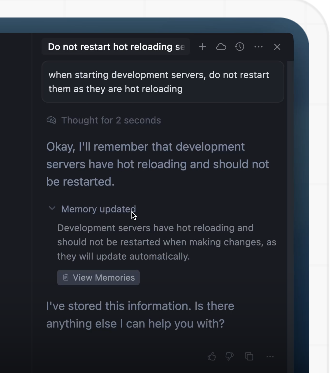 Do not restart hot reloading se
when starting development servers, do not restart
them as they are hot reloading
Thought for 2 seconds
Okay, I'll remember that development
servers have hot reloading and should not
be restarted.
Memory updated
Development servers have hot reloading and
should not be restarted when making changes, as
they will update automatically.
View Memories
I've stored this information. Is there
anything else I can help you with?